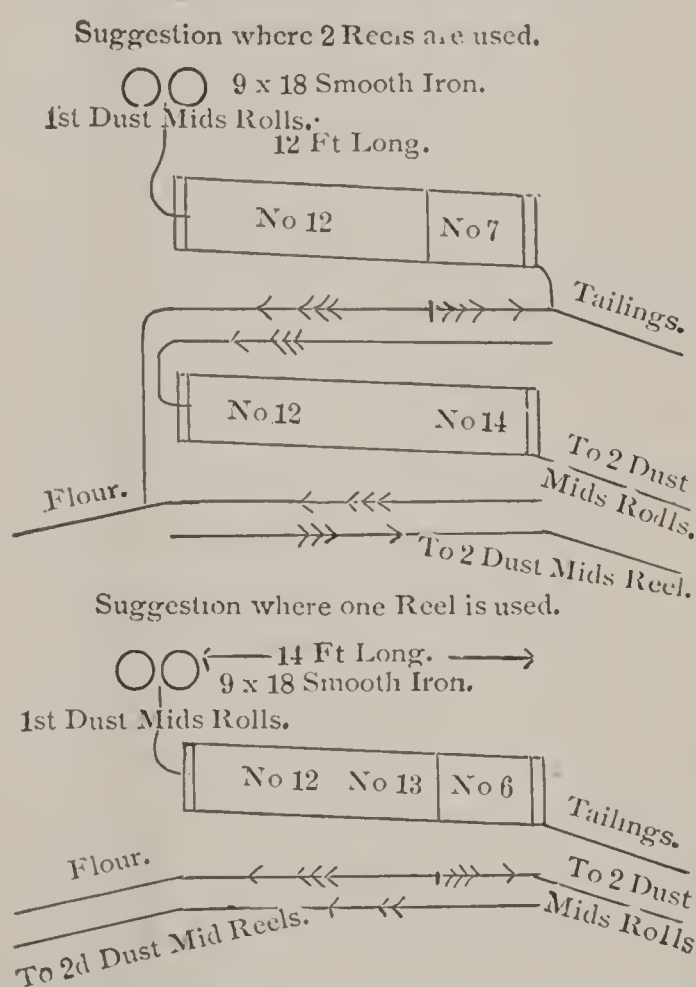 Suggestion where 2 Reels are used.
9 x 18 Smooth Iron.
1st Dust Mids Rolls.
12 Ft Long.
No 12
No 7
Tailings.
No 12
No 14
To 2 Dust
Mids Rodls.
Flour.
To 2 Dust Mids Reel.
Suggestion where one Reel is used.
14 Ft Long.
9 x 18 Smooth Iron.
1st Dust Mids Rolls.
No 12 No 13 No 6
Tailings.
Flour.
To 2 Dust
Mids Rolls
To 2d Dust Mid Reels.